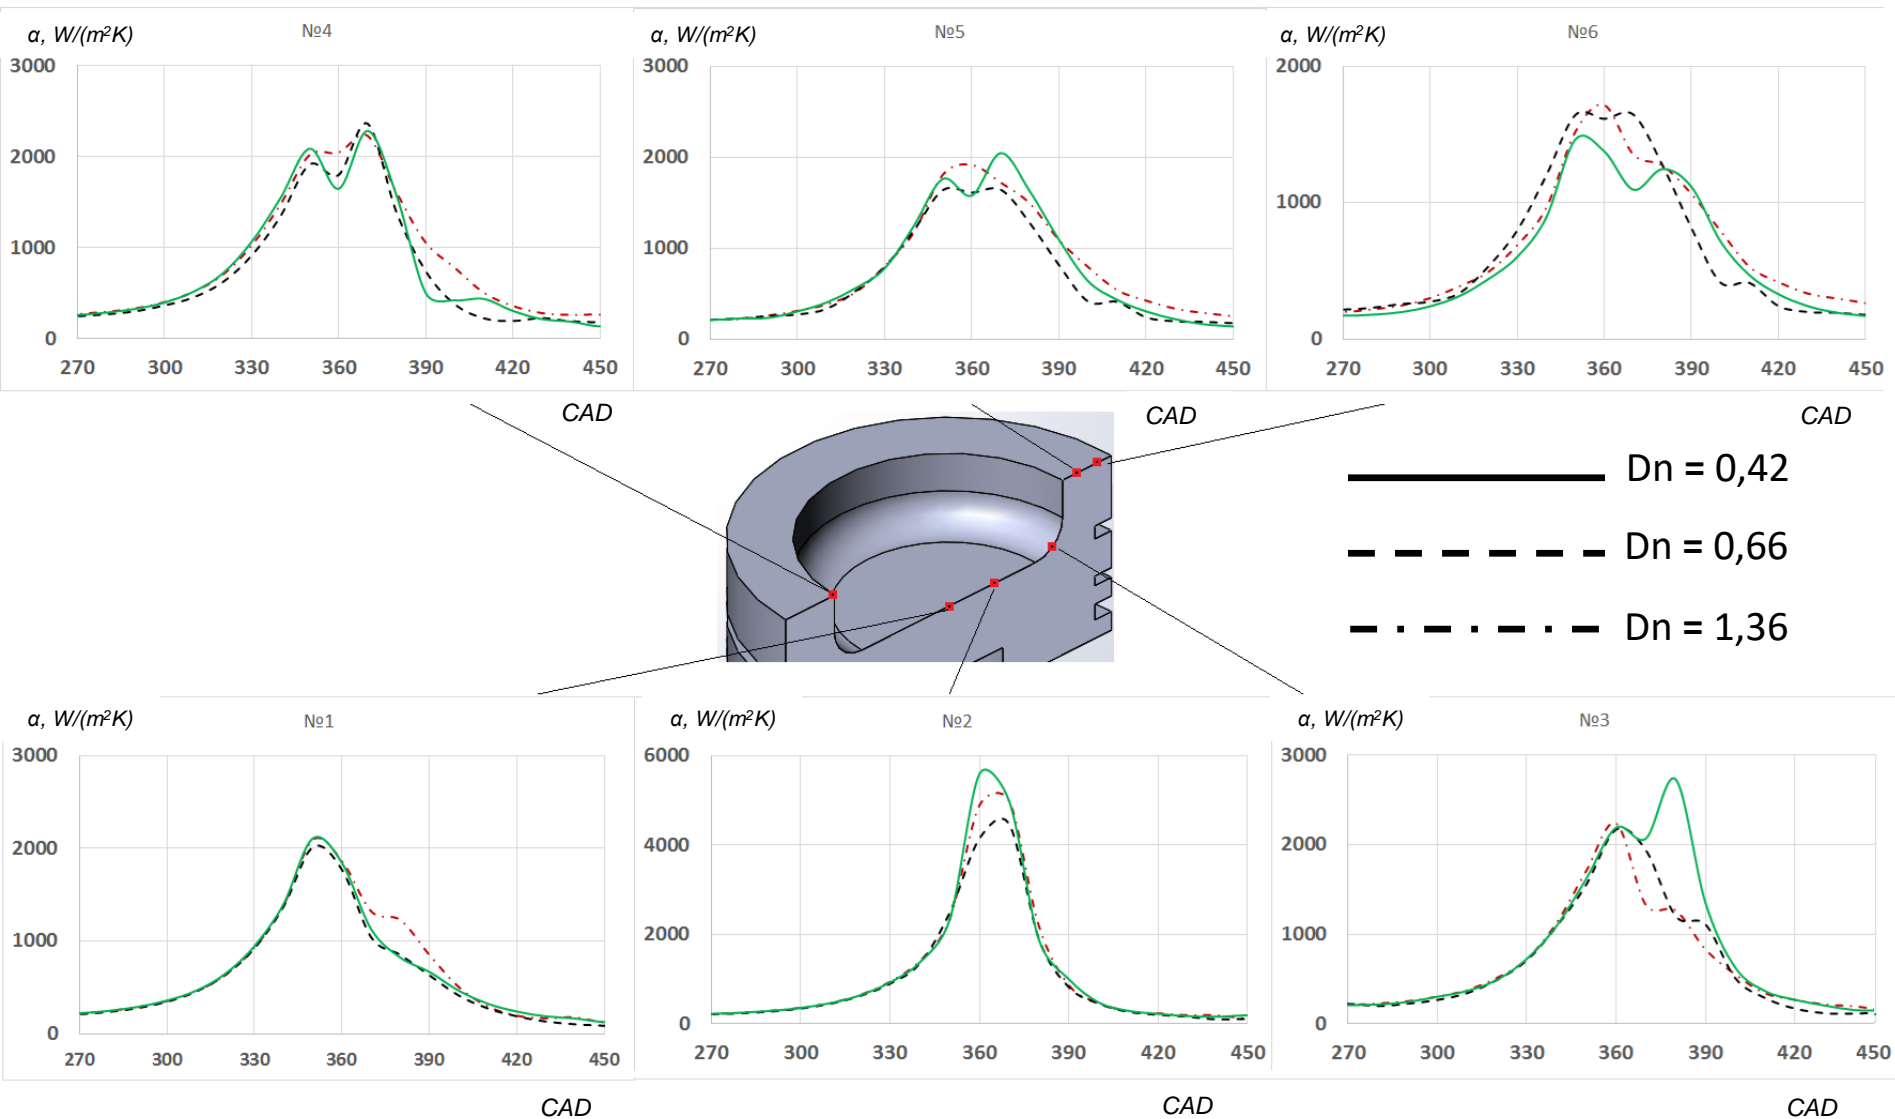 α, W/(m²K) №4
3000
2000
1000
0
270 300 330 360 390 420 450
CAD
α, W/(m²K) №5
3000
2000
1000
0
270 300 330 360 390 420 450
CAD
α, W/(m²K) №6
2000
1000
0
270 300 330 360 390 420 450
CAD
Dn = 0,42
Dn = 0,66
Dn = 1,36
α, W/(m²K) №1
3000
2000
1000
0
270 300 330 360 390 420 450
CAD
α, W/(m²K) №2
6000
4000
2000
0
270 300 330 360 390 420 450
CAD
α, W/(m²K) №3
3000
2000
1000
0
270 300 330 360 390 420 450
CAD